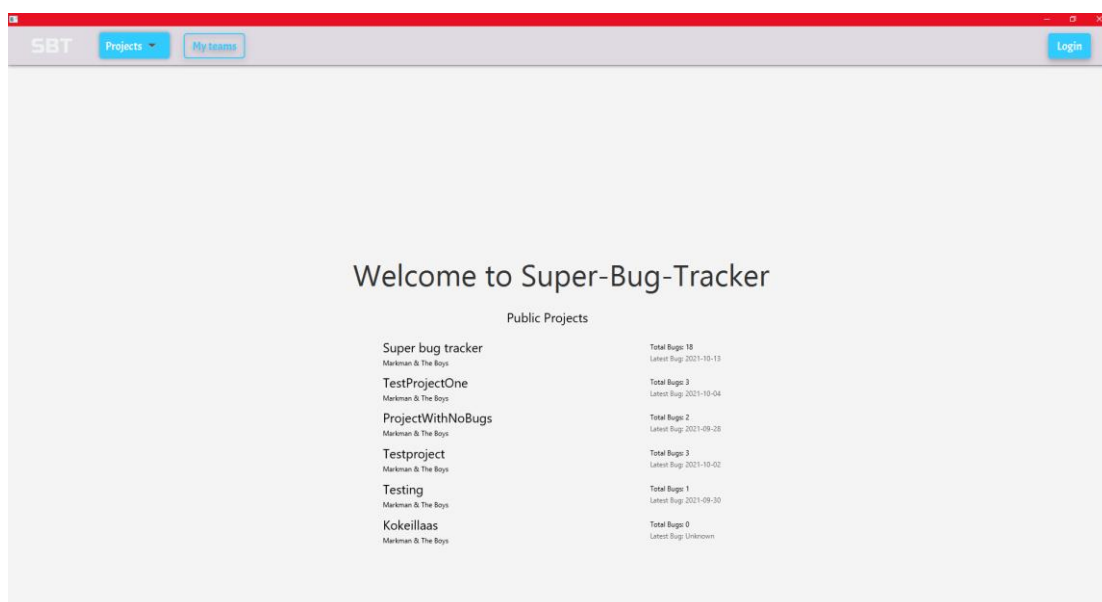 SBT
Projects
My teams
Login
Welcome to Super-Bug-Tracker
Public Projects
Super bug tracker
Markman & The Boys
Total Bugs: 18
Latest Bug: 2021-10-13
TestProjectOne
Markman & The Boys
Total Bugs: 3
Latest Bug: 2021-10-04
ProjectWithNoBugs
Markman & The Boys
Total Bugs: 2
Latest Bug: 2021-09-28
Testproject
Markman & The Boys
Total Bugs: 3
Latest Bug: 2021-10-02
Testing
Markman & The Boys
Total Bugs: 1
Latest Bug: 2021-09-30
Kokeillaas
Markman & The Boys
Total Bugs: 0
Latest Bug: Unknown